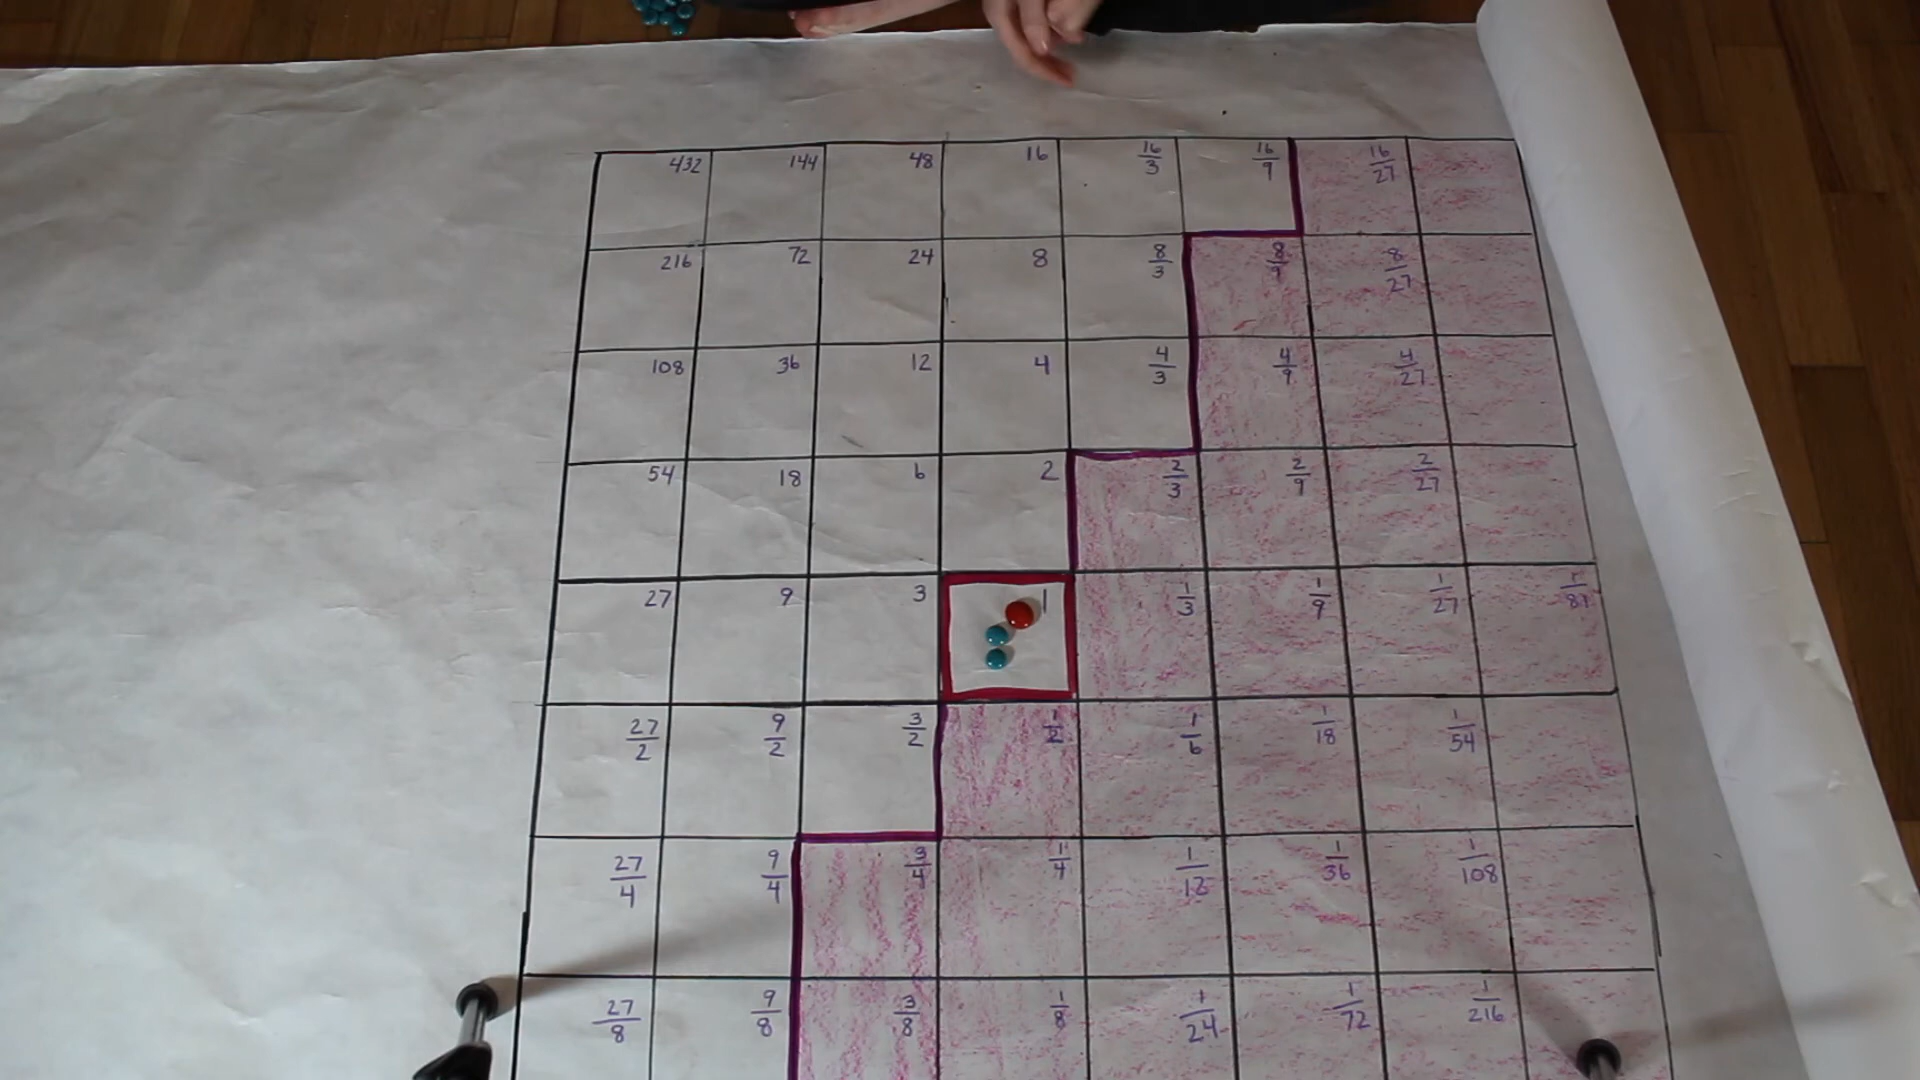 432 144 48 16 16/3 16/9 16/27
216 72 24 8 8/3 8/9 8/27
108 36 12 4 4/3 4/9 4/27
54 18 6 2 2/3 2/9 2/27
27 9 3 1 1/3 1/9 1/27 1/81
27/2 9/2 3/2 1/2 1/6 1/18 1/54
27/4 9/4 3/4 1/4 1/12 1/36 1/108
27/8 9/8 3/8 1/8 1/24 1/72 1/216